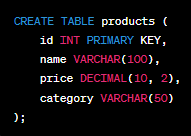 CREATE TABLE products (
    id INT PRIMARY KEY,
    name VARCHAR(100),
    price DECIMAL(10, 2),
    category VARCHAR(50)
);